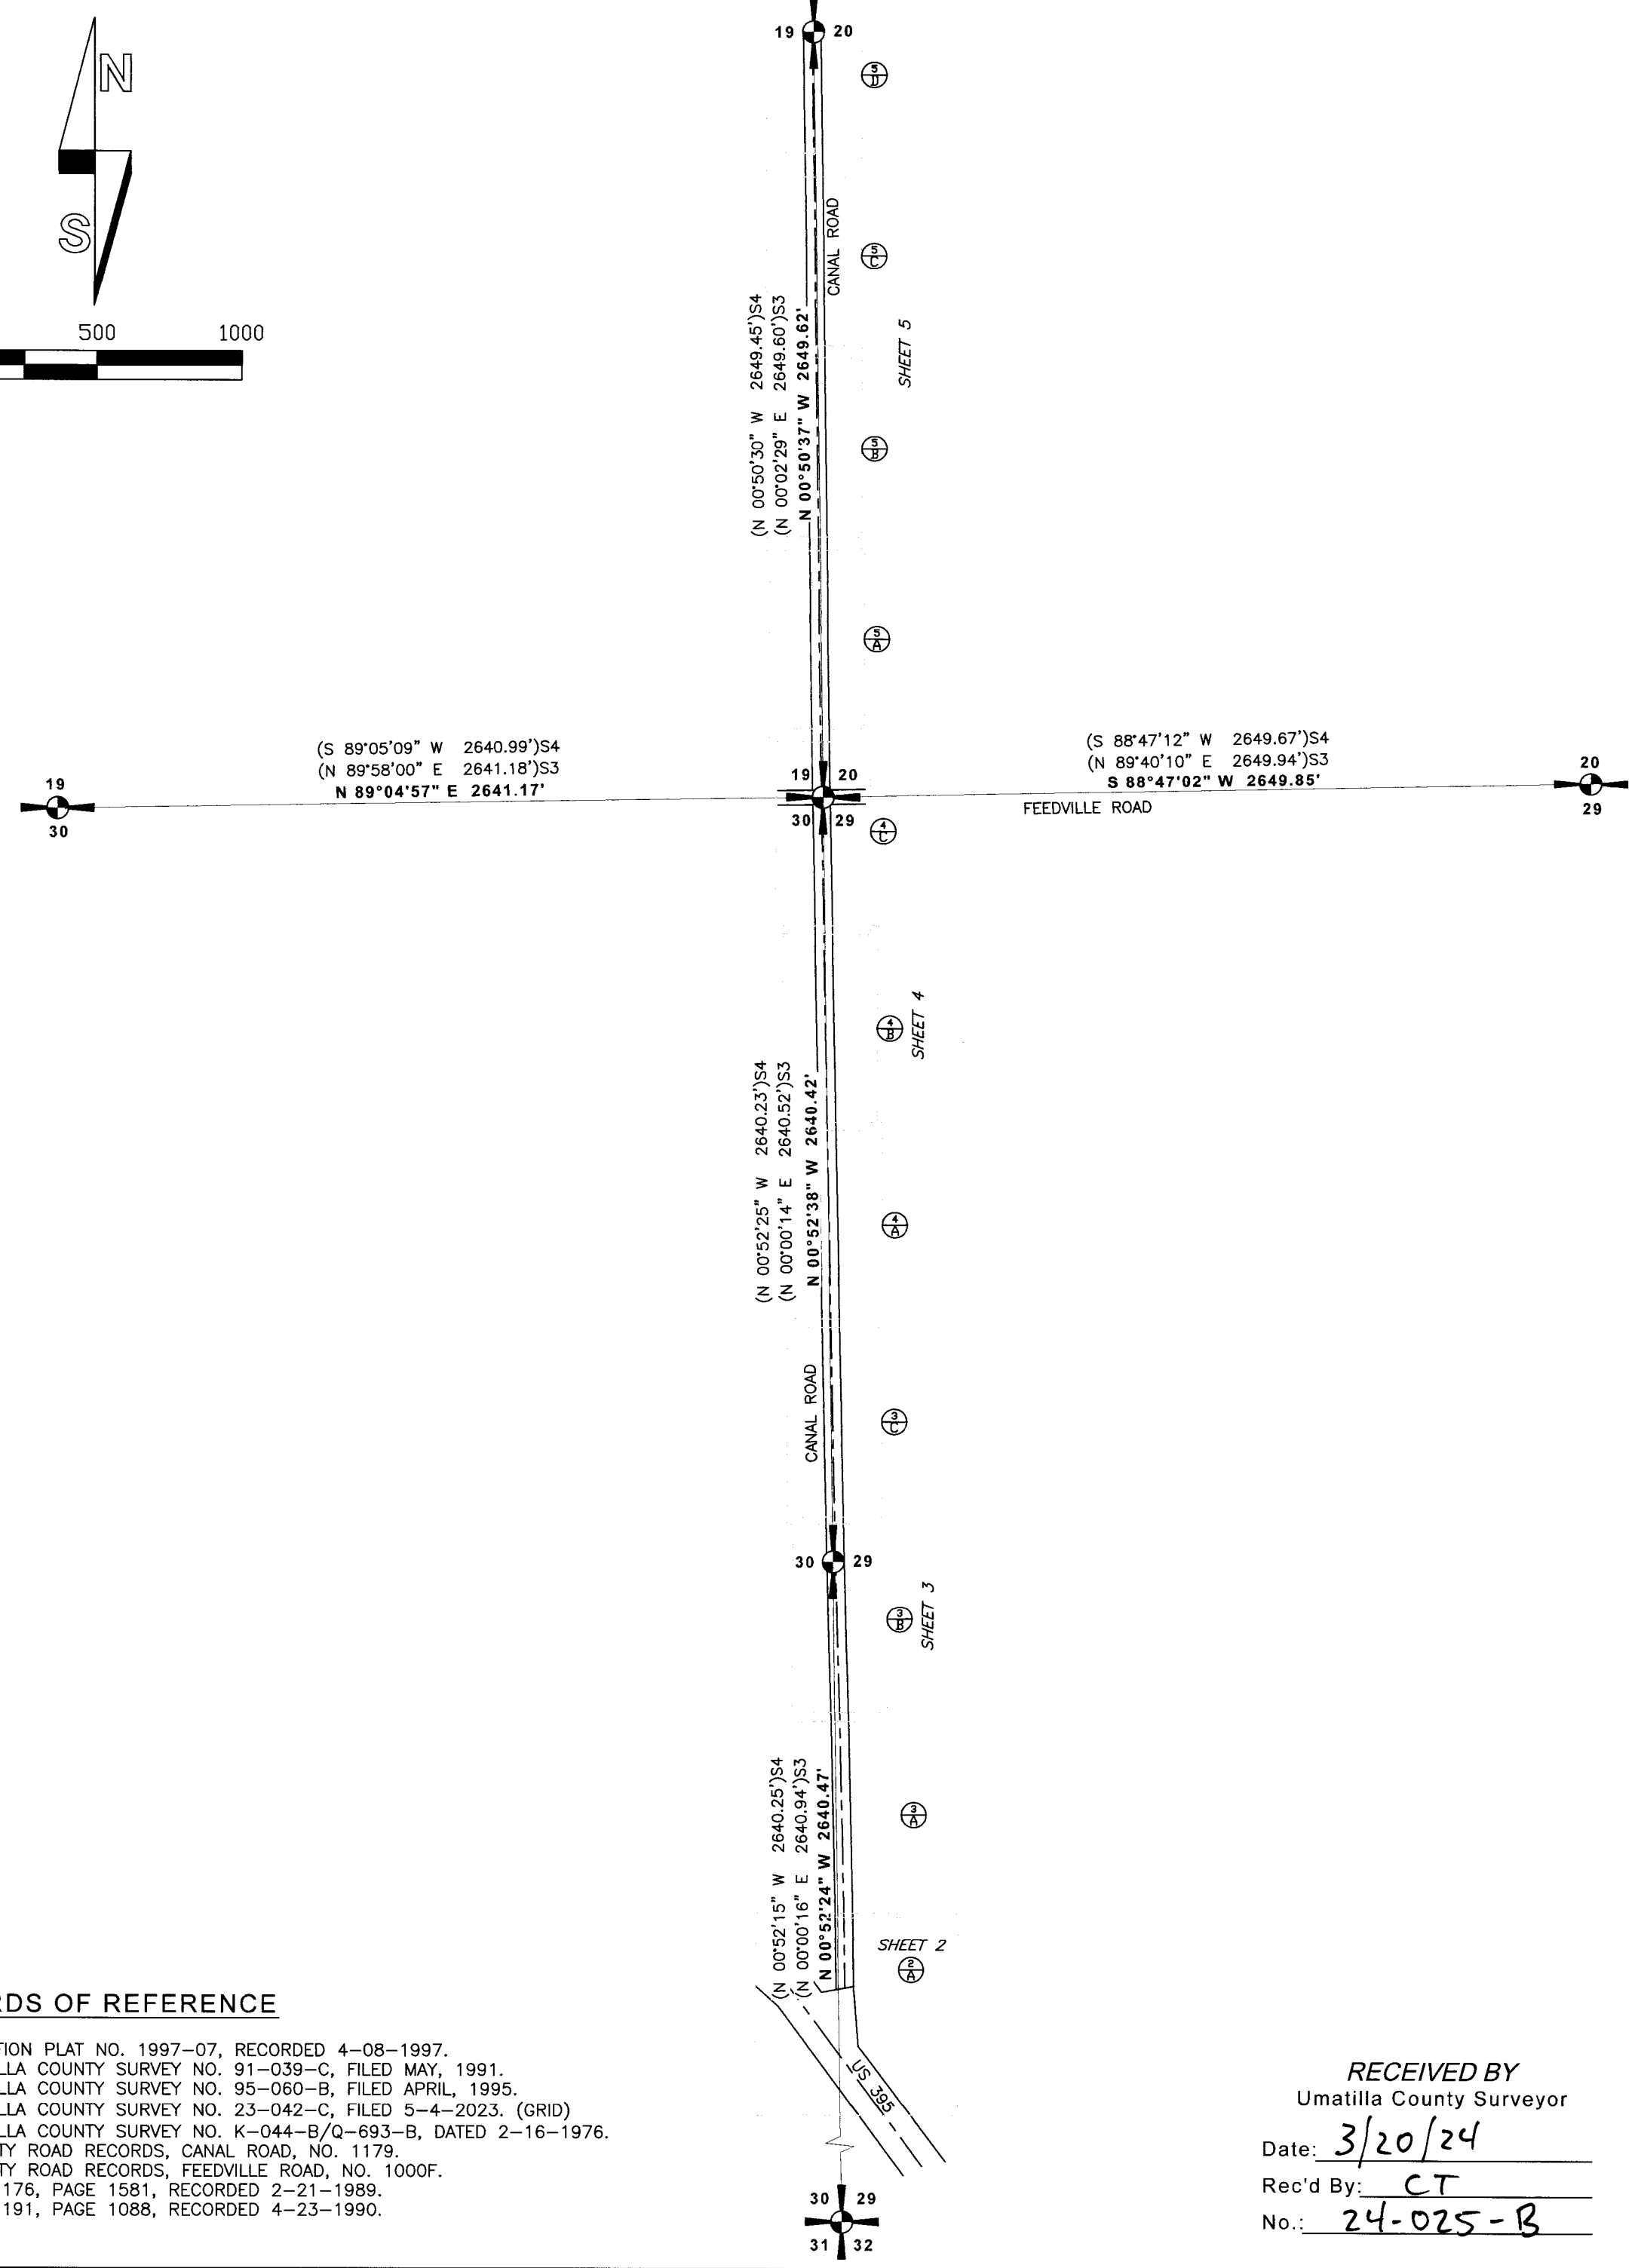 19 20
N
5
D
S
500 1000
CANAL ROAD
5
C
(N 00°50'30" W 2649.45')S4
(N 00°02'29" E 2649.60')S3
N 00°50'37" W 2649.62'
SHEET 5
5
B
5
A
(S 89°05'09" W 2640.99')S4
(N 89°58'00" E 2641.18')S3
N 89°04'57" E 2641.17'
(S 88°47'12" W 2649.67')S4
(N 89°40'10" E 2649.94')S3
S 88°47'02" W 2649.85'
19
30
19 20
30 29
20
29
FEEDVILLE ROAD
4
C
4
B
SHEET 4
(N 00°52'25" W 2640.23')S4
(N 00°00'14" E 2640.52')S3
N 00°52'38" W 2640.42'
4
A
CANAL ROAD
3
C
30 29
3
B
SHEET 3
(N 00°52'15" W 2640.25')S4
(N 00°00'16" E 2640.94')S3
N 00°52'24" W 2640.47'
3
A
SHEET 2
2
A
US 395
RDS OF REFERENCE
TION PLAT NO. 1997-07, RECORDED 4-08-1997.
LLA COUNTY SURVEY NO. 91-039-C, FILED MAY, 1991.
LLA COUNTY SURVEY NO. 95-060-B, FILED APRIL, 1995.
LLA COUNTY SURVEY NO. 23-042-C, FILED 5-4-2023. (GRID)
LLA COUNTY SURVEY NO. K-044-B/Q-693-B, DATED 2-16-1976.
TY ROAD RECORDS, CANAL ROAD, NO. 1179.
TY ROAD RECORDS, FEEDVILLE ROAD, NO. 1000F.
176, PAGE 1581, RECORDED 2-21-1989.
191, PAGE 1088, RECORDED 4-23-1990.
30 29
31 32
RECEIVED BY
Umatilla County Surveyor
Date: 3/20/24
Rec'd By: CT
No.: 24-025-B